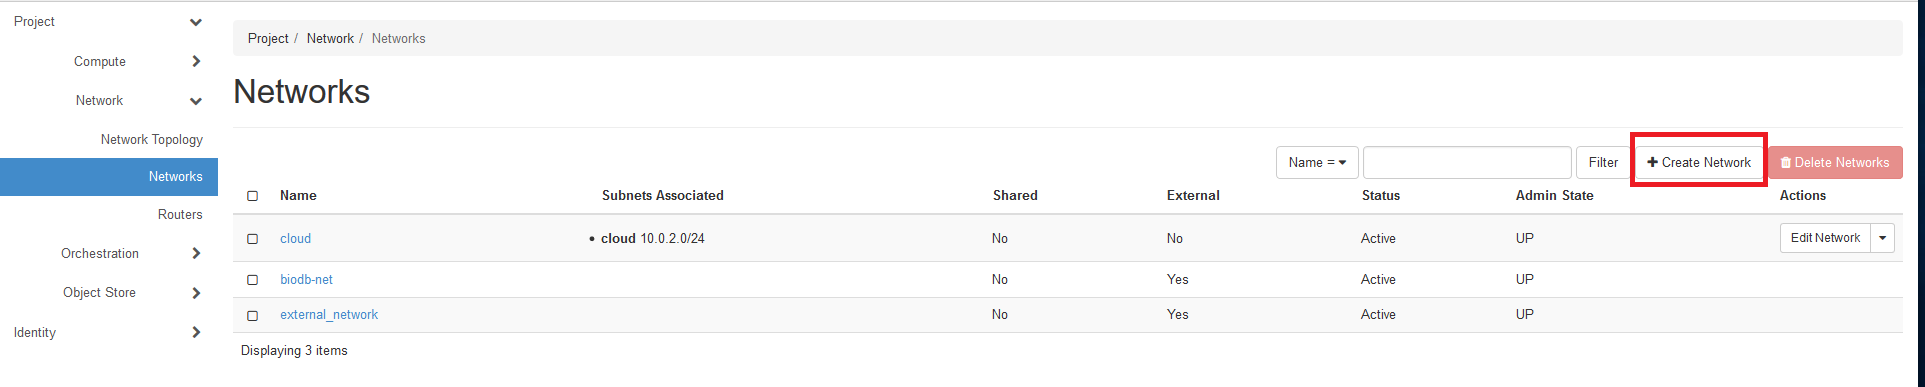 Project
Compute
Network
Network Topology
Networks
Routers
Orchestration
Object Store
Identity
Project / Network / Networks
Networks
Name = Filter Create Network Delete Networks
Name Subnets Associated Shared External Status Admin State Actions
cloud • cloud 10.0.2.0/24 No No Active UP Edit Network
biodb-net No Yes Active UP
external_network No Yes Active UP
Displaying 3 items